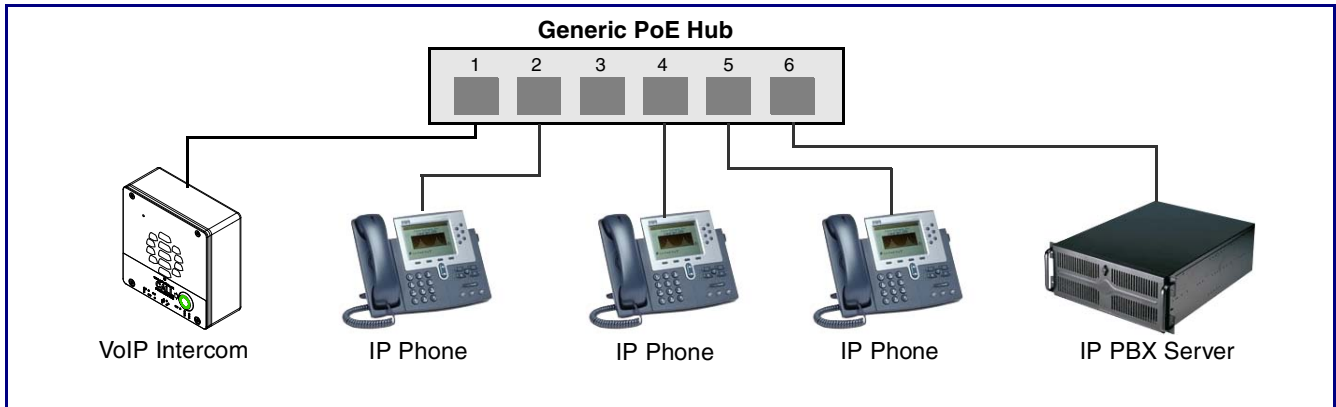 Generic PoE Hub
1 2 3 4 5 6
VoIP Intercom
IP Phone
IP Phone
IP Phone
IP PBX Server